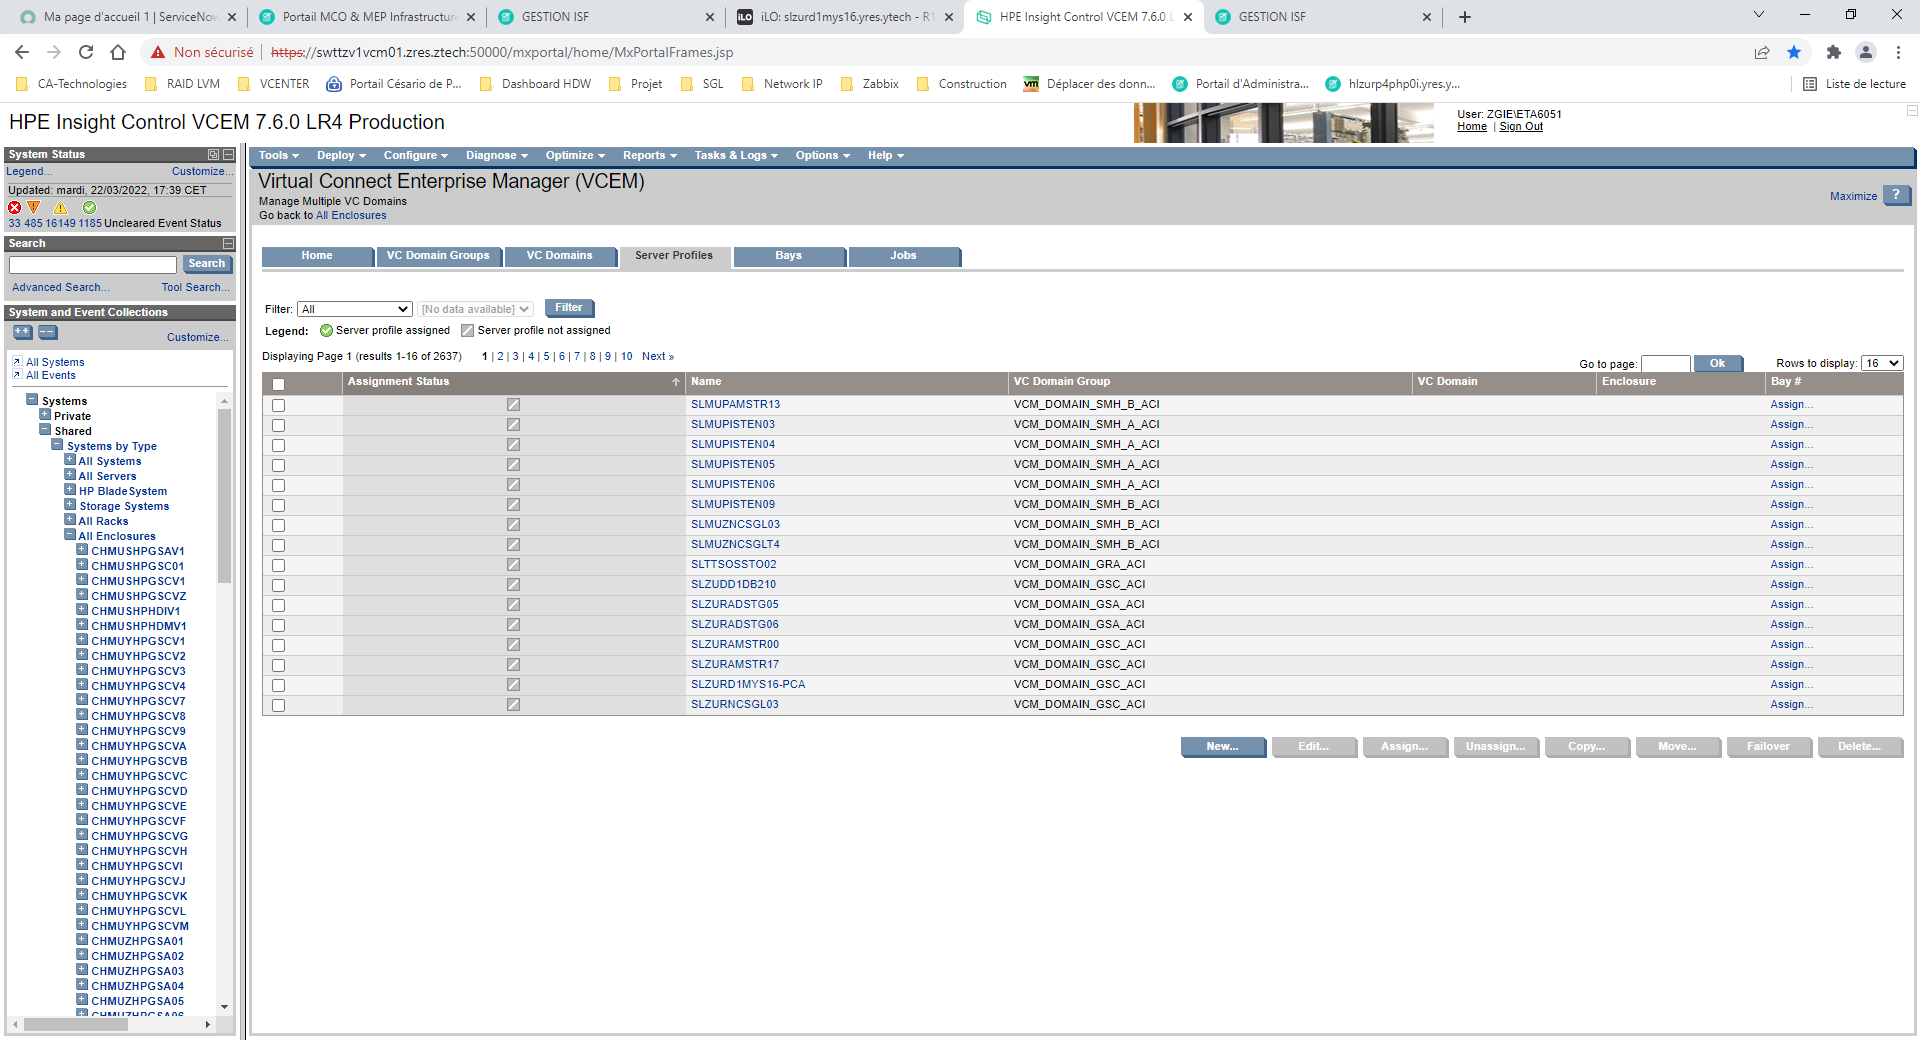 Ma page d'accueil 1 | ServiceNow
Portail MCO & MEP Infrastructure
GESTION ISF
iLO
iLO: slzurd1mys16.yres.ytech - R1
HPE Insight Control VCEM 7.6.0 L
GESTION ISF
Non sécurisé
https://swttzv1vcm01.zres.ztech:50000/mxportal/home/MxPortalFrames.jsp
CA-Technologies
RAID LVM
VCENTER
Portail Césario de P...
Dashboard HDW
Projet
SGL
Network IP
Zabbix
Construction
vm
Déplacer des donn...
Portail d'Administra...
hlzurp4php0i.yres.y...
Liste de lecture
HPE Insight Control VCEM 7.6.0 LR4 Production
User: ZGIE\ETA6051
Home | Sign Out
System Status
Legend...
Customize...
Updated: mardi, 22/03/2022, 17:39 CET
33 485 16149 1185 Uncleared Event Status
Search
Search
Advanced Search...
Tool Search...
System and Event Collections
Customize...
All Systems
All Events
Systems
Private
Shared
Systems by Type
All Systems
All Servers
HP BladeSystem
Storage Systems
All Racks
All Enclosures
CHMUSHPGSAV1
CHMUSHPGSC01
CHMUSHPGSCV1
CHMUSHPGSCVZ
CHMUSHPHDIV1
CHMUSHPHDMV1
CHMUYHPGSCV1
CHMUYHPGSCV2
CHMUYHPGSCV3
CHMUYHPGSCV4
CHMUYHPGSCV7
CHMUYHPGSCV8
CHMUYHPGSCV9
CHMUYHPGSCVA
CHMUYHPGSCVB
CHMUYHPGSCVC
CHMUYHPGSCVD
CHMUYHPGSCVE
CHMUYHPGSCVF
CHMUYHPGSCVG
CHMUYHPGSCVH
CHMUYHPGSCVI
CHMUYHPGSCVJ
CHMUYHPGSCVK
CHMUYHPGSCVL
CHMUYHPGSCVM
CHMUZHPGSA01
CHMUZHPGSA02
CHMUZHPGSA03
CHMUZHPGSA04
CHMUZHPGSA05
CHMUZHPGSA06
Tools Deploy Configure Diagnose Optimize Reports Tasks & Logs Options Help
Virtual Connect Enterprise Manager (VCEM)
Manage Multiple VC Domains
Go back to All Enclosures
Maximize ?
Home
VC Domain Groups
VC Domains
Server Profiles
Bays
Jobs
Filter: All [No data available] Filter
Legend: Server profile assigned Server profile not assigned
Displaying Page 1 (results 1-16 of 2637) 1 | 2 | 3 | 4 | 5 | 6 | 7 | 8 | 9 | 10 Next »
Go to page: Ok Rows to display: 16
Assignment Status Name VC Domain Group VC Domain Enclosure Bay #
SLMUPAMSTR13 VCM_DOMAIN_SMH_B_ACI Assign...
SLMUPISTEN03 VCM_DOMAIN_SMH_A_ACI Assign...
SLMUPISTEN04 VCM_DOMAIN_SMH_A_ACI Assign...
SLMUPISTEN05 VCM_DOMAIN_SMH_A_ACI Assign...
SLMUPISTEN06 VCM_DOMAIN_SMH_A_ACI Assign...
SLMUPISTEN09 VCM_DOMAIN_SMH_B_ACI Assign...
SLMUZNCSGL03 VCM_DOMAIN_SMH_B_ACI Assign...
SLMUZNCSGLT4 VCM_DOMAIN_SMH_B_ACI Assign...
SLTTSOSSTO02 VCM_DOMAIN_GRA_ACI Assign...
SLZUDD1DB210 VCM_DOMAIN_GSC_ACI Assign...
SLZURADSTG05 VCM_DOMAIN_GSA_ACI Assign...
SLZURADSTG06 VCM_DOMAIN_GSA_ACI Assign...
SLZURAMSTR00 VCM_DOMAIN_GSC_ACI Assign...
SLZURAMSTR17 VCM_DOMAIN_GSC_ACI Assign...
SLZURD1MYS16-PCA VCM_DOMAIN_GSC_ACI Assign...
SLZURNCSGL03 VCM_DOMAIN_GSC_ACI Assign...
New... Edit... Assign... Unassign... Copy... Move... Failover Delete...